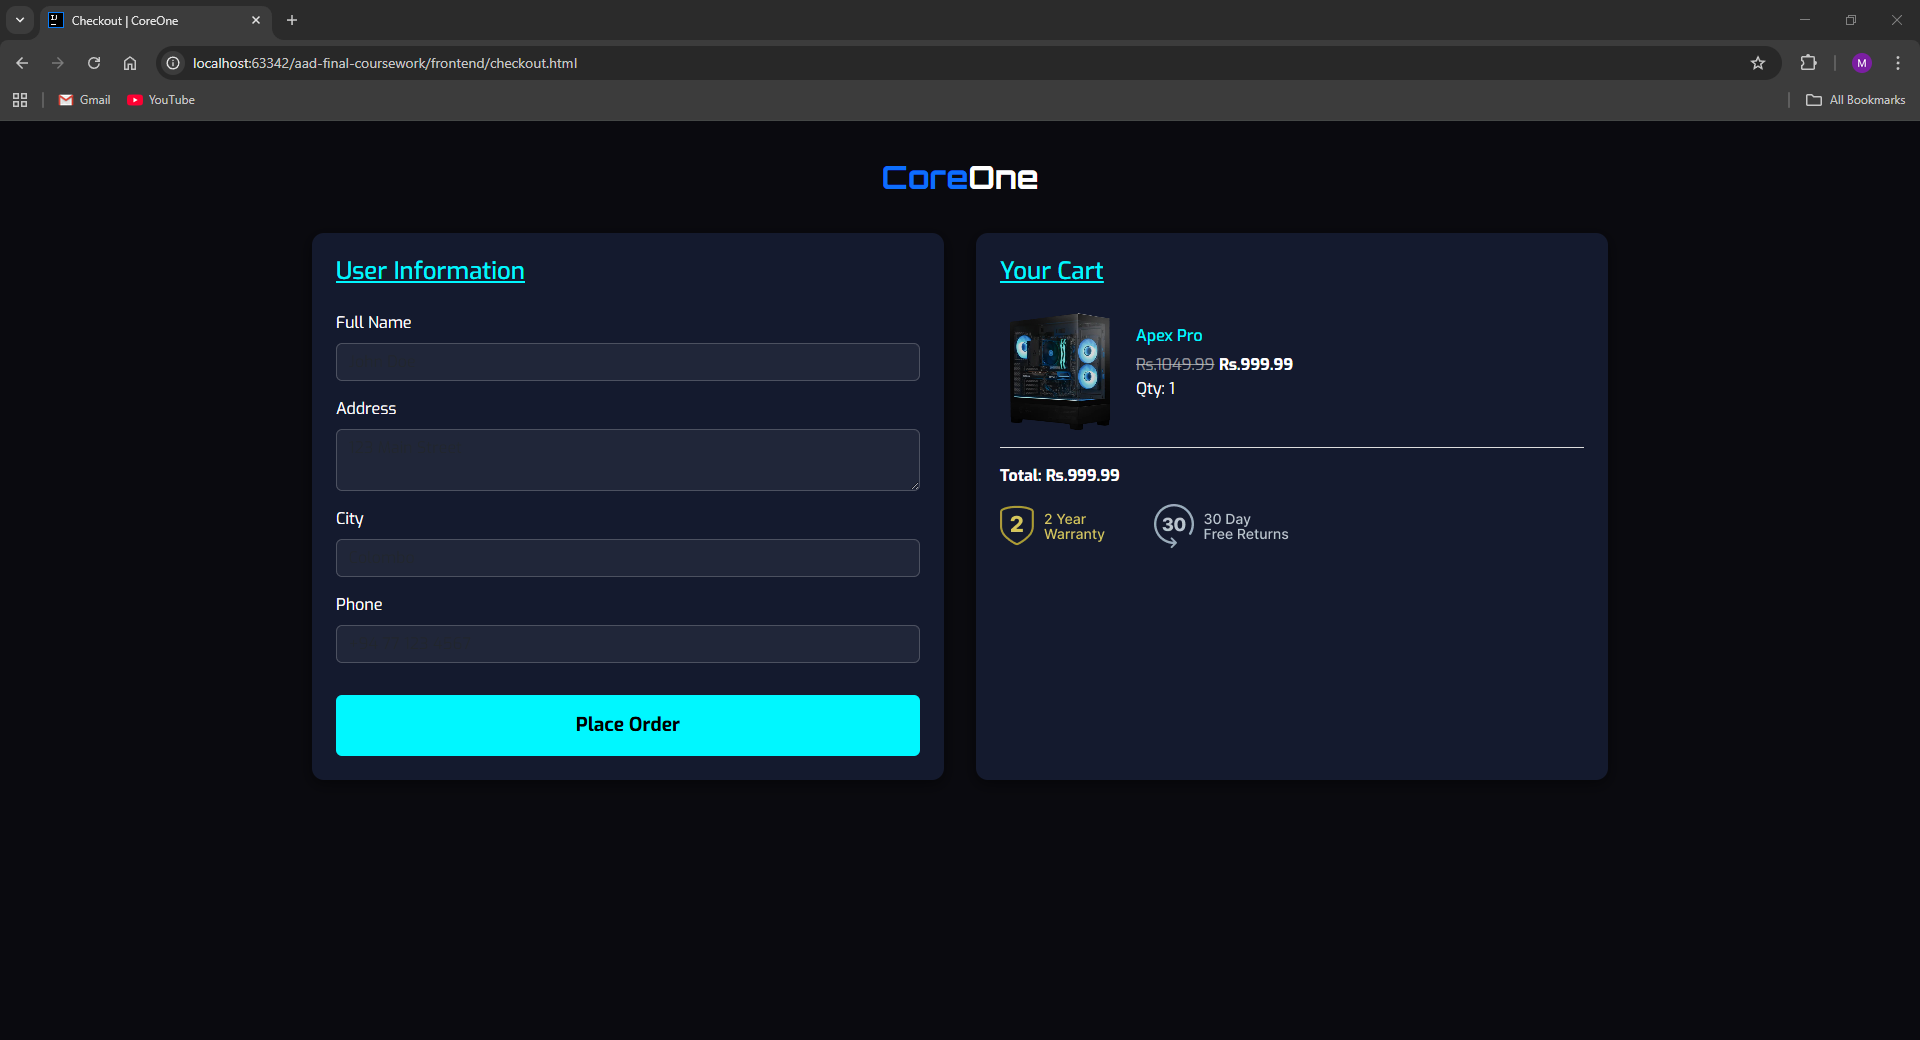 Checkout | CoreOne
localhost:63342/aad-final-coursework/frontend/checkout.html
M
Gmail
YouTube
All Bookmarks
CoreOne
User Information
Full Name
Address
City
Phone
Place Order
Your Cart
Apex Pro
Rs.1049.99 Rs.999.99
Qty: 1
Total: Rs.999.99
2
2 Year
Warranty
30
30 Day
Free Returns